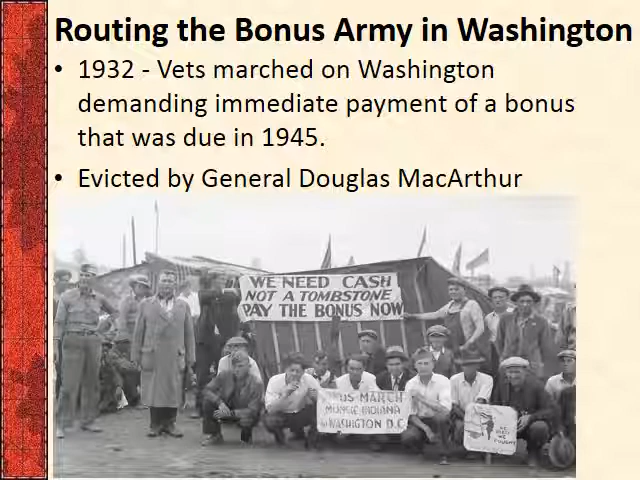 Routing the Bonus Army in Washington
• 1932 - Vets marched on Washington
demanding immediate payment of a bonus
that was due in 1945.
• Evicted by General Douglas MacArthur
WE NEED CASH
NOT A TOMBSTONE
PAY THE BONUS NOW
MARCH
MUNCIE INDIANA
WASHINGTON D.C.